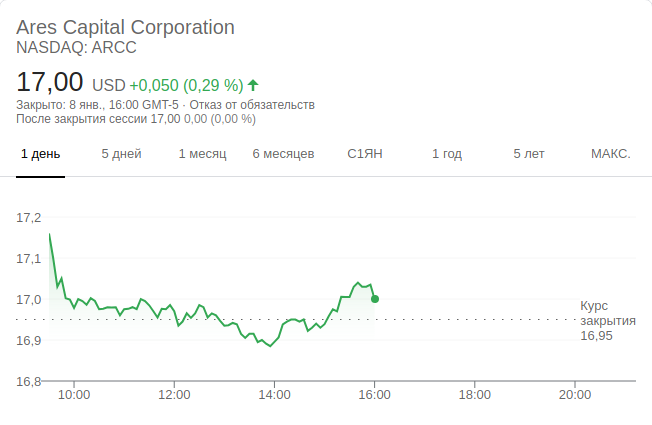 Ares Capital Corporation
NASDAQ: ARCC
17,00 USD +0,050 (0,29 %)
Закрыто: 8 янв., 16:00 GMT-5 · Отказ от обязательств
После закрытия сессии 17,00 0,00 (0,00 %)
1 день 5 дней 1 месяц 6 месяцев С1ЯН 1 год 5 лет МАКС.
17,2
17,1
17,0
16,9
16,8
Курс
закрытия
16,95
10:00 12:00 14:00 16:00 18:00 20:00